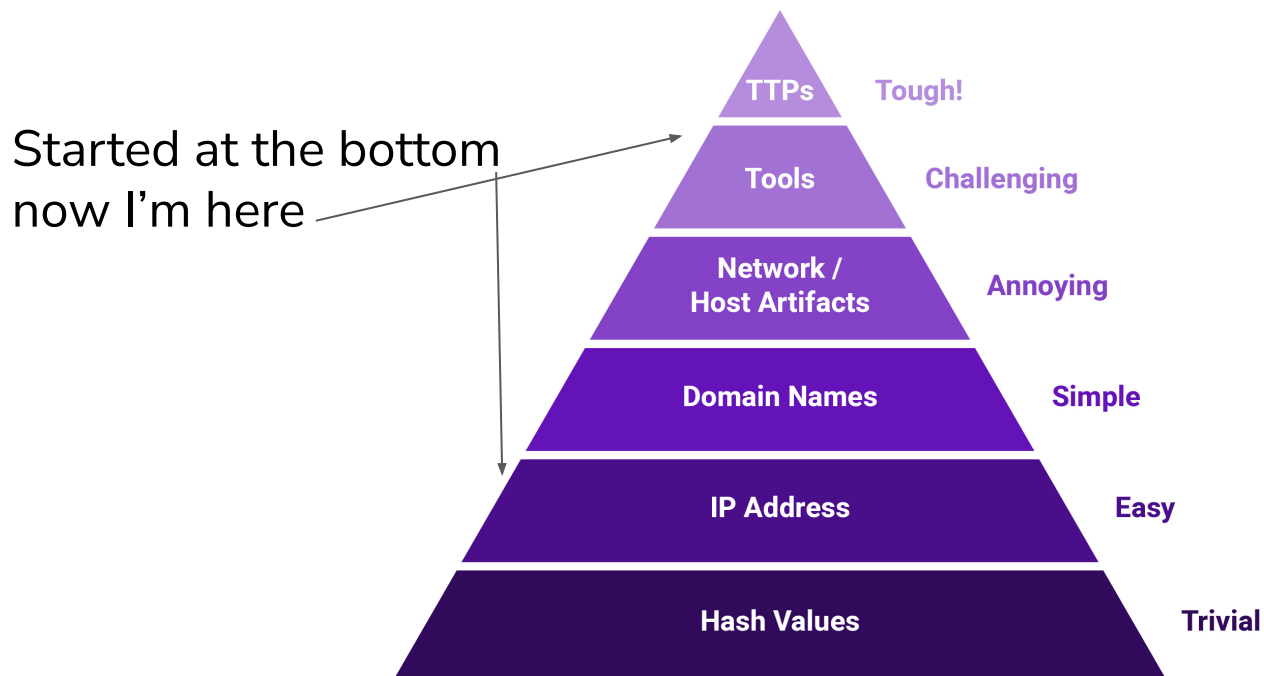 Started at the bottom
now I’m here
TTPs
Tough!
Tools
Challenging
Network /
Host Artifacts
Annoying
Domain Names
Simple
IP Address
Easy
Hash Values
Trivial